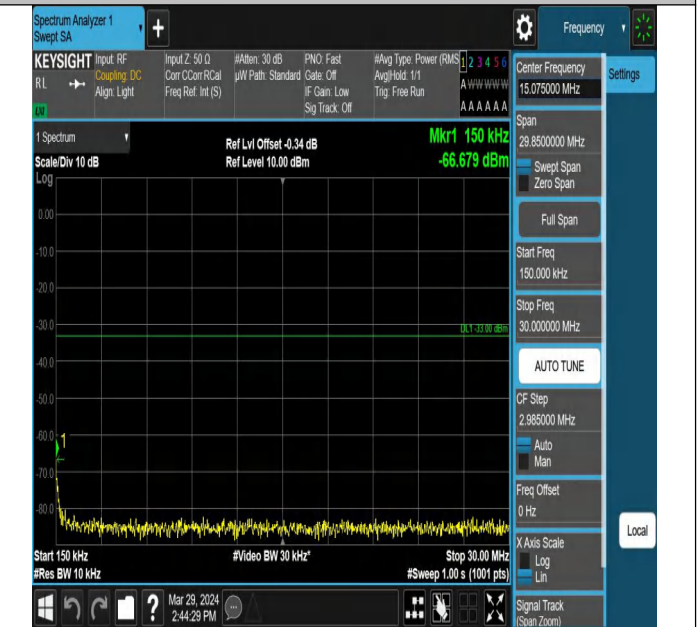 Spectrum Analyzer 1
Swept SA
+
Frequency
KEYSIGHT
RL
LXI
Input: RF
Coupling: DC
Align: Light
Input Z: 50 Ω
Corr CCorr RCal
Freq Ref: Int (S)
#Atten: 30 dB
µW Path: Standard
PNO: Fast
Gate: Off
IF Gain: Low
Sig Track: Off
#Avg Type: Power (RMS
Avg|Hold: 1/1
Trig: Free Run
1 2 3 4 5 6
A W W W W W
A A A A A A
Center Frequency
15.075000 MHz
Settings
1 Spectrum
Scale/Div 10 dB
Log
Ref Lvl Offset -0.34 dB
Ref Level 10.00 dBm
Mkr1 150 kHz
-66.679 dBm
Span
29.8500000 MHz
Swept Span
Zero Span
Full Span
Start Freq
150.000 kHz
Stop Freq
30.000000 MHz
AUTO TUNE
CF Step
2.985000 MHz
Auto
Man
Freq Offset
0 Hz
X Axis Scale
Log
Lin
Signal Track
(Span Zoom)
Local
0.00
-10.0
-20.0
-30.0
DL1 -33.00 dBm
-40.0
-50.0
-60.0
1
-70.0
-80.0
Start 150 kHz
#Video BW 30 kHz*
Stop 30.00 MHz
#Res BW 10 kHz
#Sweep 1.00 s (1001 pts)
?
Mar 29, 2024
2:44:29 PM